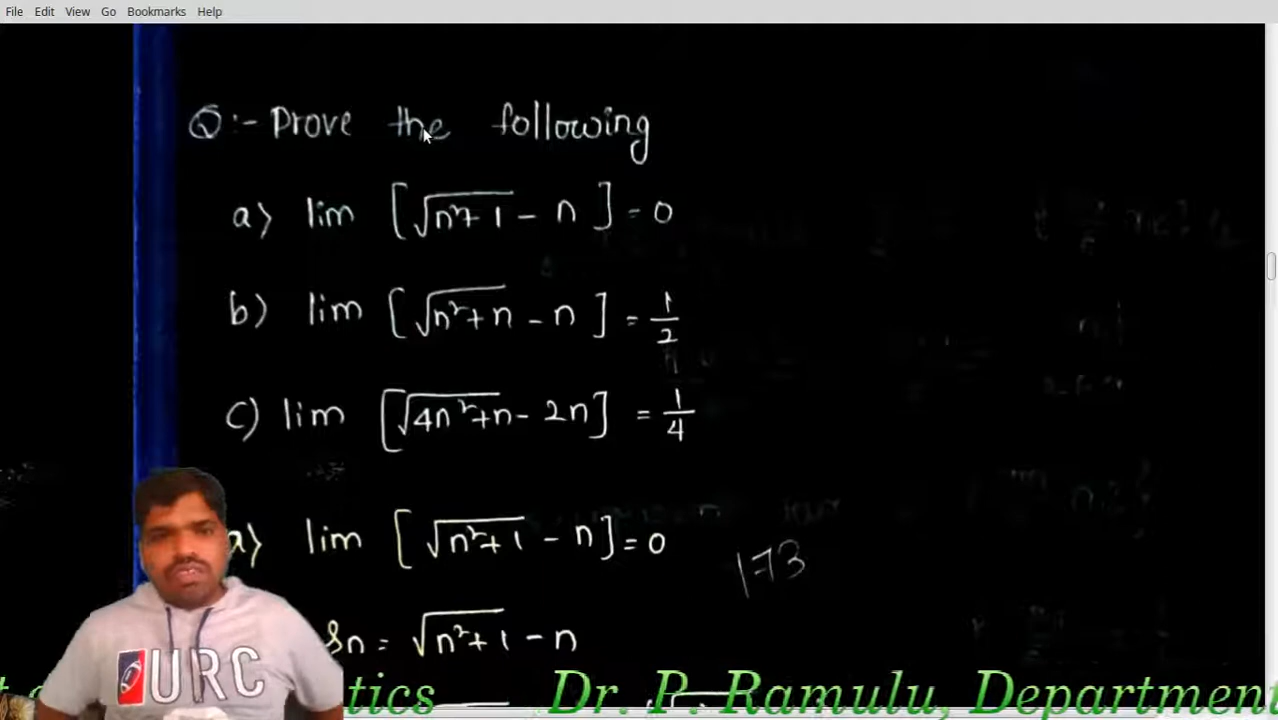 File Edit View Go Bookmarks Help
Q:- Prove the following
a) lim [√n²+1 - n] = 0
b) lim [√n²+n - n] = 1/2
c) lim [√4n²+n - 2n] = 1/4
a) lim [√n²+1 - n] = 0
173
Sn = √n²+1 - n
URC
tics Dr. P. Ramulu, Department